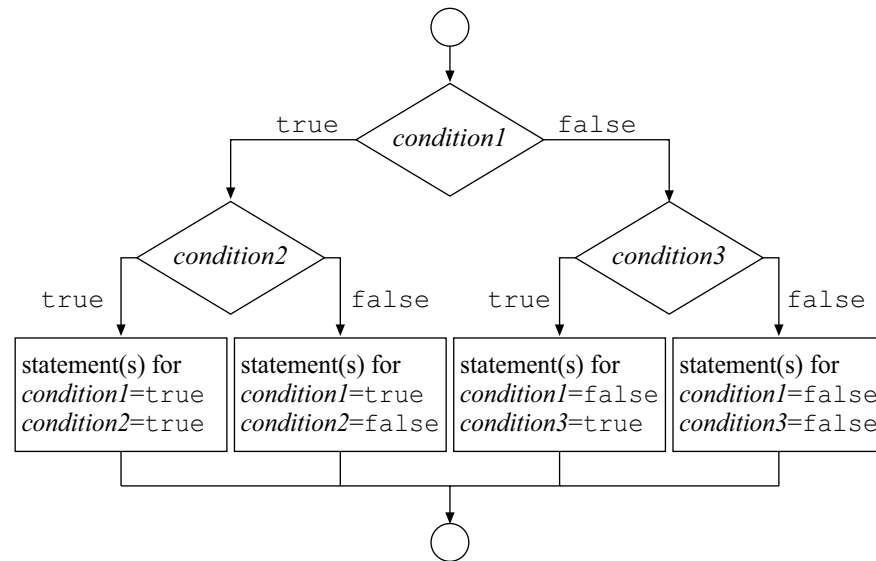 true
condition1
false
condition2
condition3
true
false
true
false
statement(s) for
condition1=true
condition2=true
statement(s) for
condition1=true
condition2=false
statement(s) for
condition1=false
condition3=true
statement(s) for
condition1=false
condition3=false